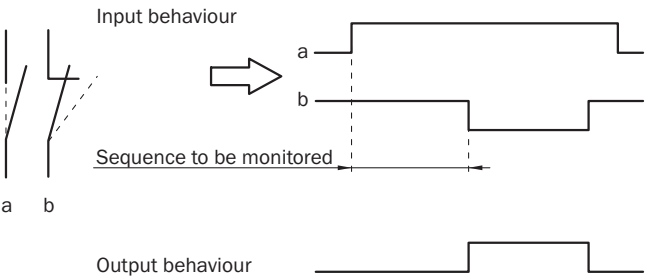 Input behaviour
a
b
Sequence to be monitored
a b
Output behaviour